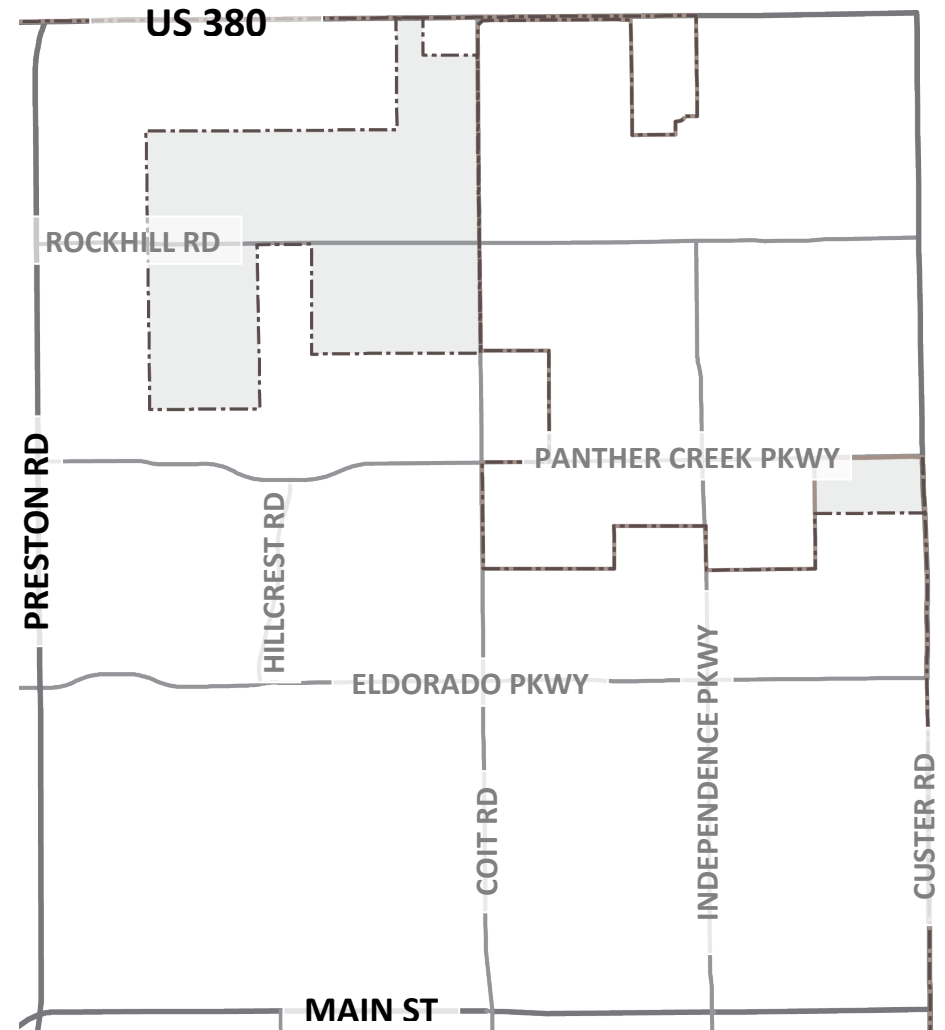 US 380
ROCKHILL RD
PANTHER CREEK PKWY
PRESTON RD
HILLCREST RD
ELDORADO PKWY
INDEPENDENCE PKWY
COIT RD
CUSTER RD
MAIN ST